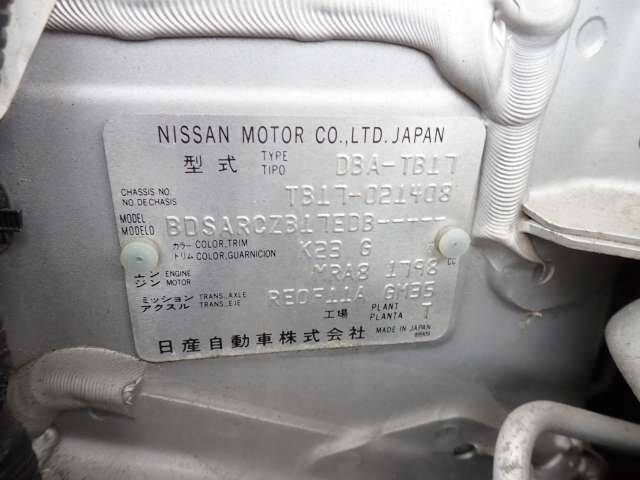 NISSAN MOTOR CO.,LTD. JAPAN
型式 TYPE TIPO DBA-TB17
CHASSIS NO. NO. DE CHASIS TB17-021408
MODEL MODELO BDSARCZB17EDB-----
カラー COLOR,TRIM トリム COLOR,GUARNICION K23 G
エンジン ENGINE MOTOR MRA8 1798 cc
ミッション アクスル TRANS.,AXLE TRANS.,EJE RE0F11A GM35
工場 PLANT PLANTA 1
日産自動車株式会社 MADE IN JAPAN